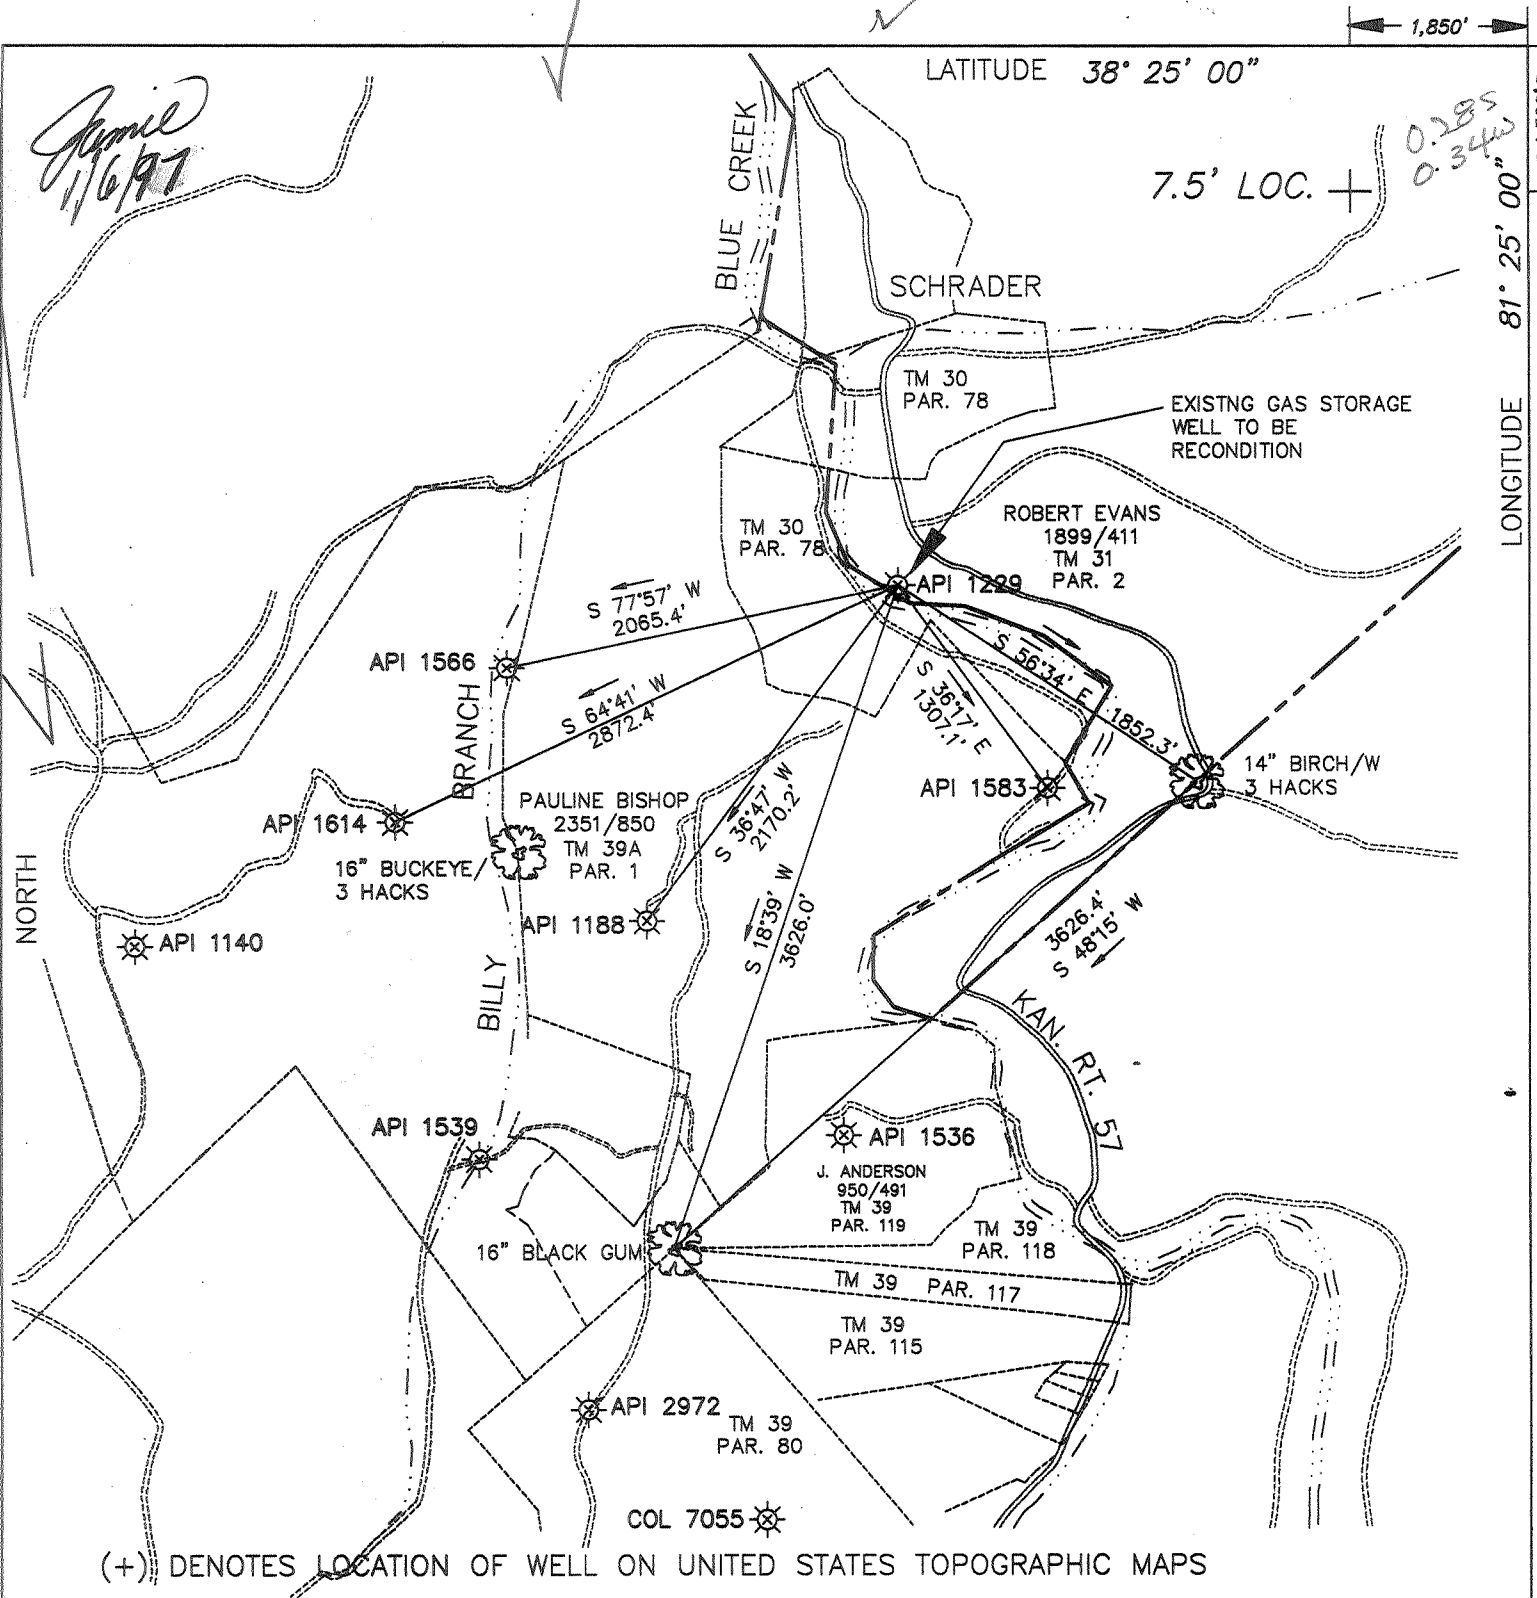 1,850'
LATITUDE 38° 25' 00"
Jamie
1/6/97
0.28S
0.34W
7.5' LOC.
LONGITUDE 81° 25' 00"
BLUE CREEK
SCHRADER
TM 30
PAR. 78
EXISTNG GAS STORAGE
WELL TO BE
RECONDITION
ROBERT EVANS
1899/411
TM 31
PAR. 2
TM 30
PAR. 78
API 1229
S 77°57' W
2065.4'
API 1566
S 64°41' W
2872.4'
S 56°34' E 1852.3'
S 36°17' E
1307.1'
BILLY BRANCH
API 1583
14" BIRCH/W
3 HACKS
API 1614
PAULINE BISHOP
2351/850
TM 39A
PAR. 1
16" BUCKEYE/
3 HACKS
S 36°47' W
2170.2'
API 1188
S 18°39' W
3626.0'
3626.4'
S 48°15' W
NORTH
API 1140
KAN. RT. 57
API 1539
API 1536
J. ANDERSON
950/491
TM 39
PAR. 119
TM 39
PAR. 118
16" BLACK GUM
TM 39 PAR. 117
TM 39
PAR. 115
API 2972
TM 39
PAR. 80
COL 7055
(+) DENOTES LOCATION OF WELL ON UNITED STATES TOPOGRAPHIC MAPS